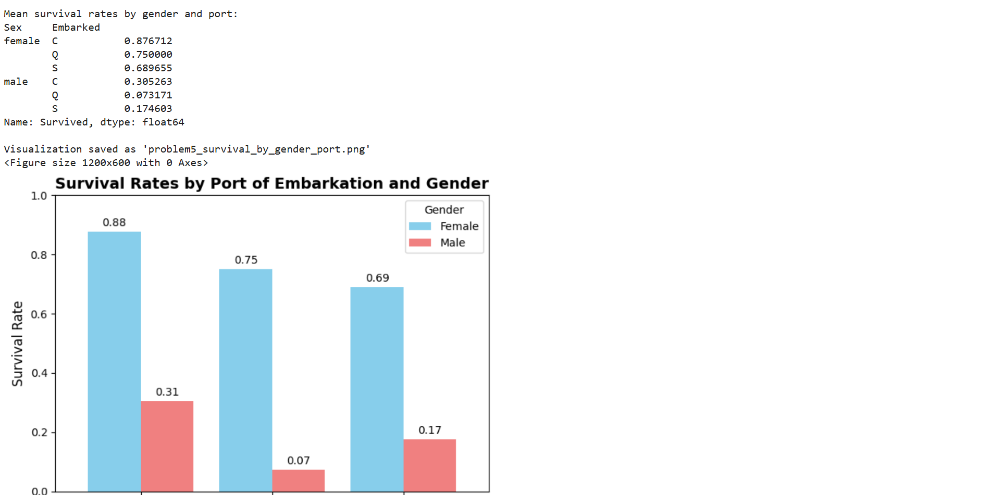 Mean survival rates by gender and port:
Sex     Embarked
female  C           0.876712
        Q           0.750000
        S           0.689655
male    C           0.305263
        Q           0.073171
        S           0.174603
Name: Survived, dtype: float64
Visualization saved as 'problem5_survival_by_gender_port.png'
<Figure size 1200x600 with 0 Axes>
Survival Rates by Port of Embarkation and Gender
1.0
0.8
0.6
0.4
0.2
0.0
Survival Rate
0.88
0.31
0.75
0.07
0.69
0.17
Gender
Female
Male